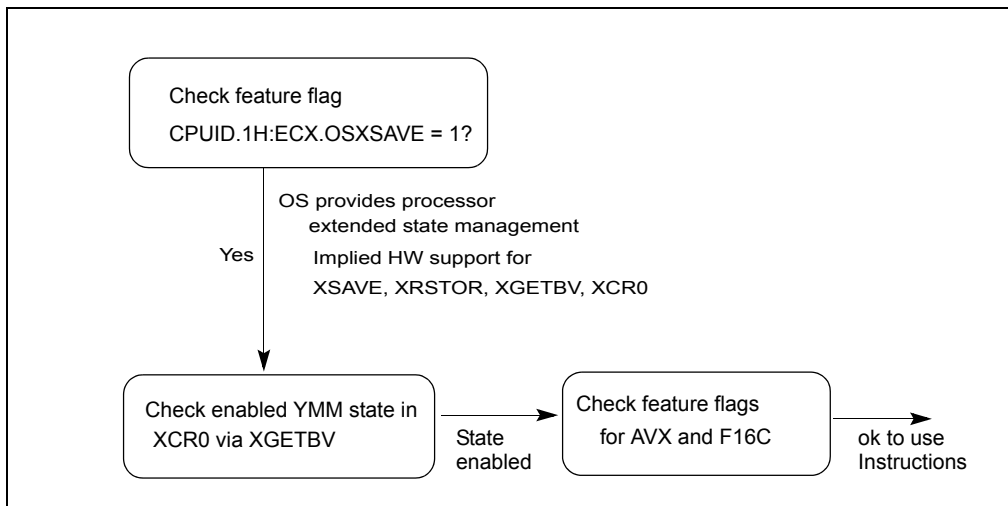 Check feature flag
CPUID.1H:ECX.OSXSAVE = 1?
OS provides processor
extended state management
Yes
Implied HW support for
XSAVE, XRSTOR, XGETBV, XCR0
Check enabled YMM state in
XCR0 via XGETBV
State
enabled
Check feature flags
for AVX and F16C
ok to use
Instructions